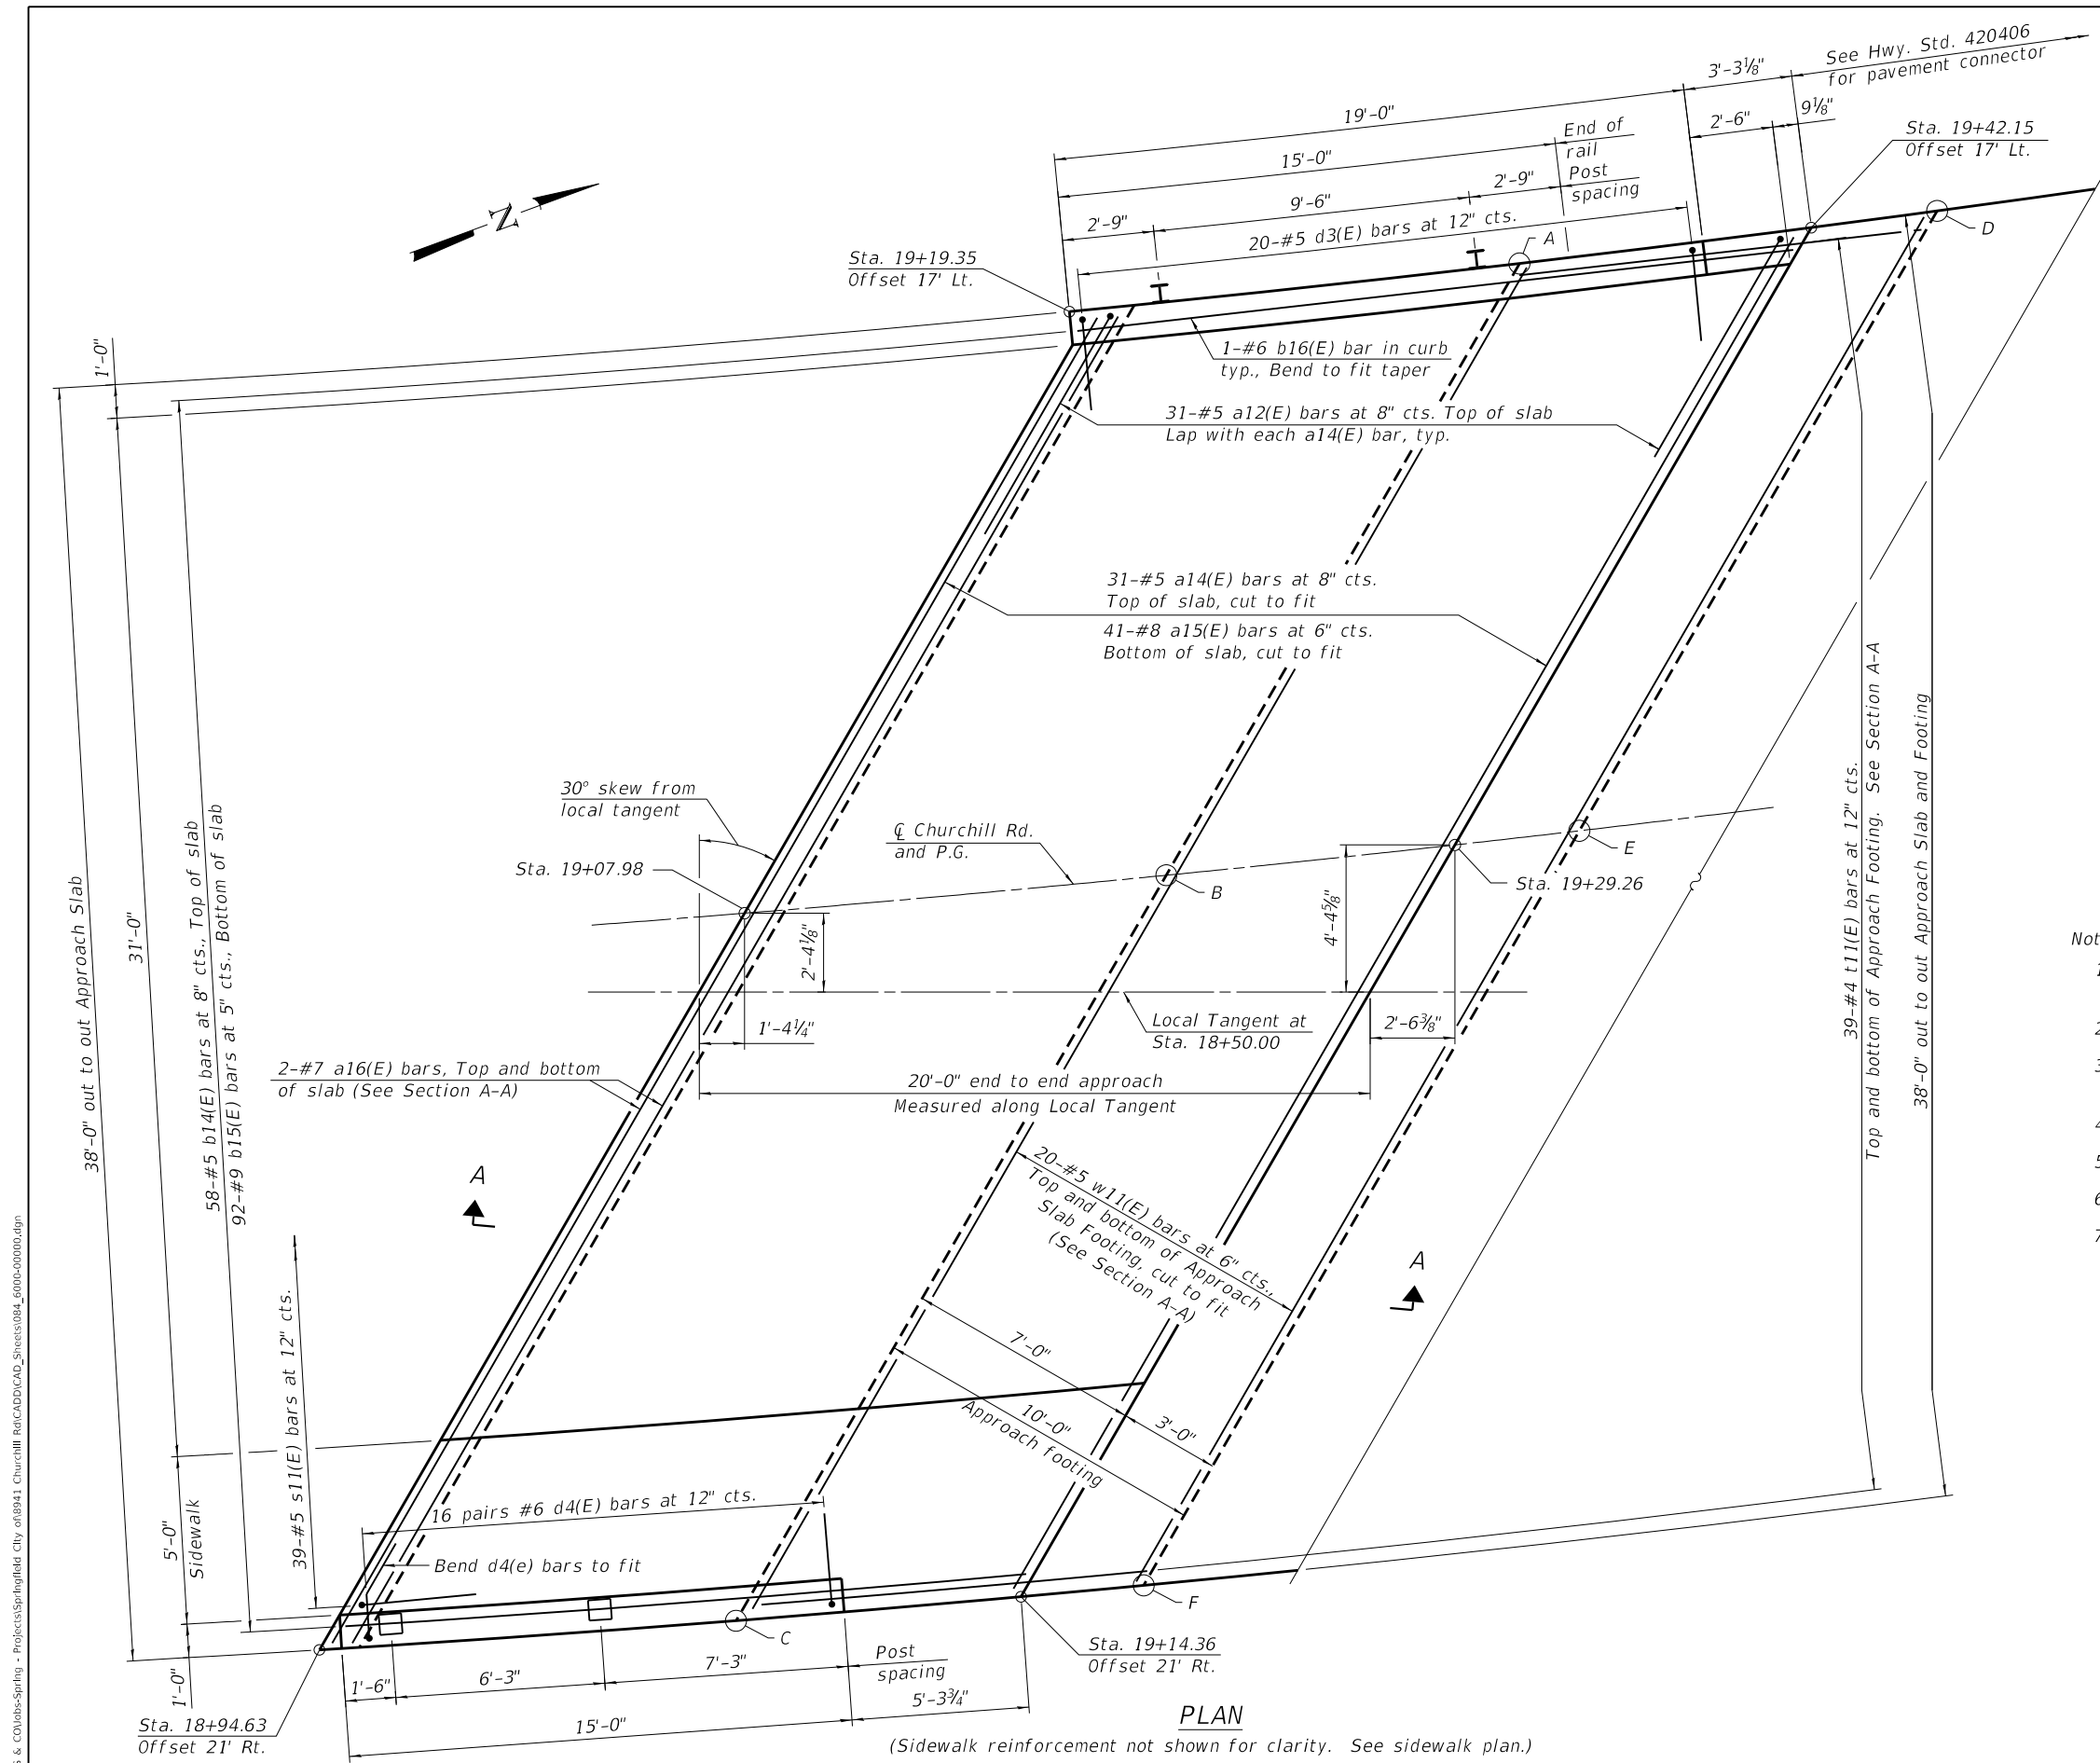 See Hwy. Std. 420406
for pavement connector
3'-3⅛"
19'-0"
9⅛"
2'-6"
End of
rail
15'-0"
Sta. 19+42.15
Offset 17' Lt.
Post
spacing
2'-9"
9'-6"
2'-9"
20-#5 d3(E) bars at 12" cts.
N
A
D
Sta. 19+19.35
Offset 17' Lt.
1'-0"
1-#6 b16(E) bar in curb
typ., Bend to fit taper
31-#5 a12(E) bars at 8" cts. Top of slab
Lap with each a14(E) bar, typ.
31-#5 a14(E) bars at 8" cts.
Top of slab, cut to fit
41-#8 a15(E) bars at 6" cts.
Bottom of slab, cut to fit
30° skew from
local tangent
℄ Churchill Rd.
and P.G.
Sta. 19+07.98
B
E
Sta. 19+29.26
4'-4⅝"
2'-4⅛"
1'-4¼"
Local Tangent at
Sta. 18+50.00
2'-6⅜"
38'-0" out to out Approach Slab
31'-0"
58-#5 b14(E) bars at 8" cts., Top of slab
92-#9 b15(E) bars at 5" cts., Bottom of slab
39-#4 t11(E) bars at 12" cts.
Top and bottom of Approach Footing. See Section A-A
38'-0" out to out Approach Slab and Footing
Not
1
2
3
4
5
6
7
2-#7 a16(E) bars, Top and bottom
of slab (See Section A-A)
20'-0" end to end approach
Measured along Local Tangent
A
20-#5 w11(E) bars at 6" cts.,
Top and bottom of Approach
Slab Footing, cut to fit
(See Section A-A)
A
7'-0"
3'-0"
10'-0"
Approach footing
39-#5 s11(E) bars at 12" cts.
5'-0"
Sidewalk
16 pairs #6 d4(E) bars at 12" cts.
Bend d4(e) bars to fit
F
C
1'-0"
Sta. 18+94.63
Offset 21' Rt.
1'-6"
6'-3"
7'-3"
Post
spacing
Sta. 19+14.36
Offset 21' Rt.
15'-0"
5'-3¾"
PLAN
(Sidewalk reinforcement not shown for clarity. See sidewalk plan.)